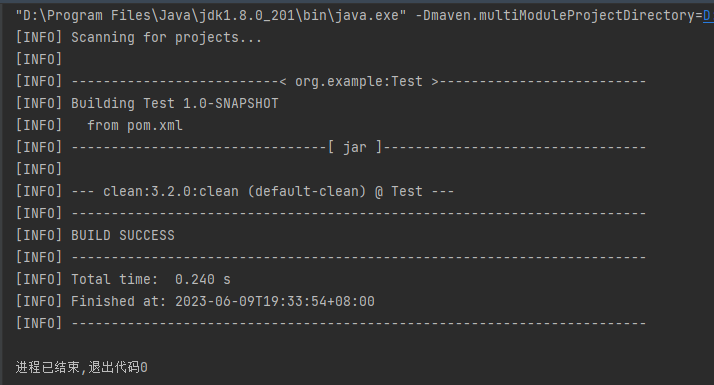 "D:\Program Files\Java\jdk1.8.0_201\bin\java.exe" -Dmaven.multiModuleProjectDirectory=D
[INFO] Scanning for projects...
[INFO]
[INFO] --------------------------< org.example:Test >--------------------------
[INFO] Building Test 1.0-SNAPSHOT
[INFO]   from pom.xml
[INFO] --------------------------------[ jar ]---------------------------------
[INFO]
[INFO] --- clean:3.2.0:clean (default-clean) @ Test ---
[INFO] ------------------------------------------------------------------------
[INFO] BUILD SUCCESS
[INFO] ------------------------------------------------------------------------
[INFO] Total time:  0.240 s
[INFO] Finished at: 2023-06-09T19:33:54+08:00
[INFO] ------------------------------------------------------------------------
进程已结束,退出代码0